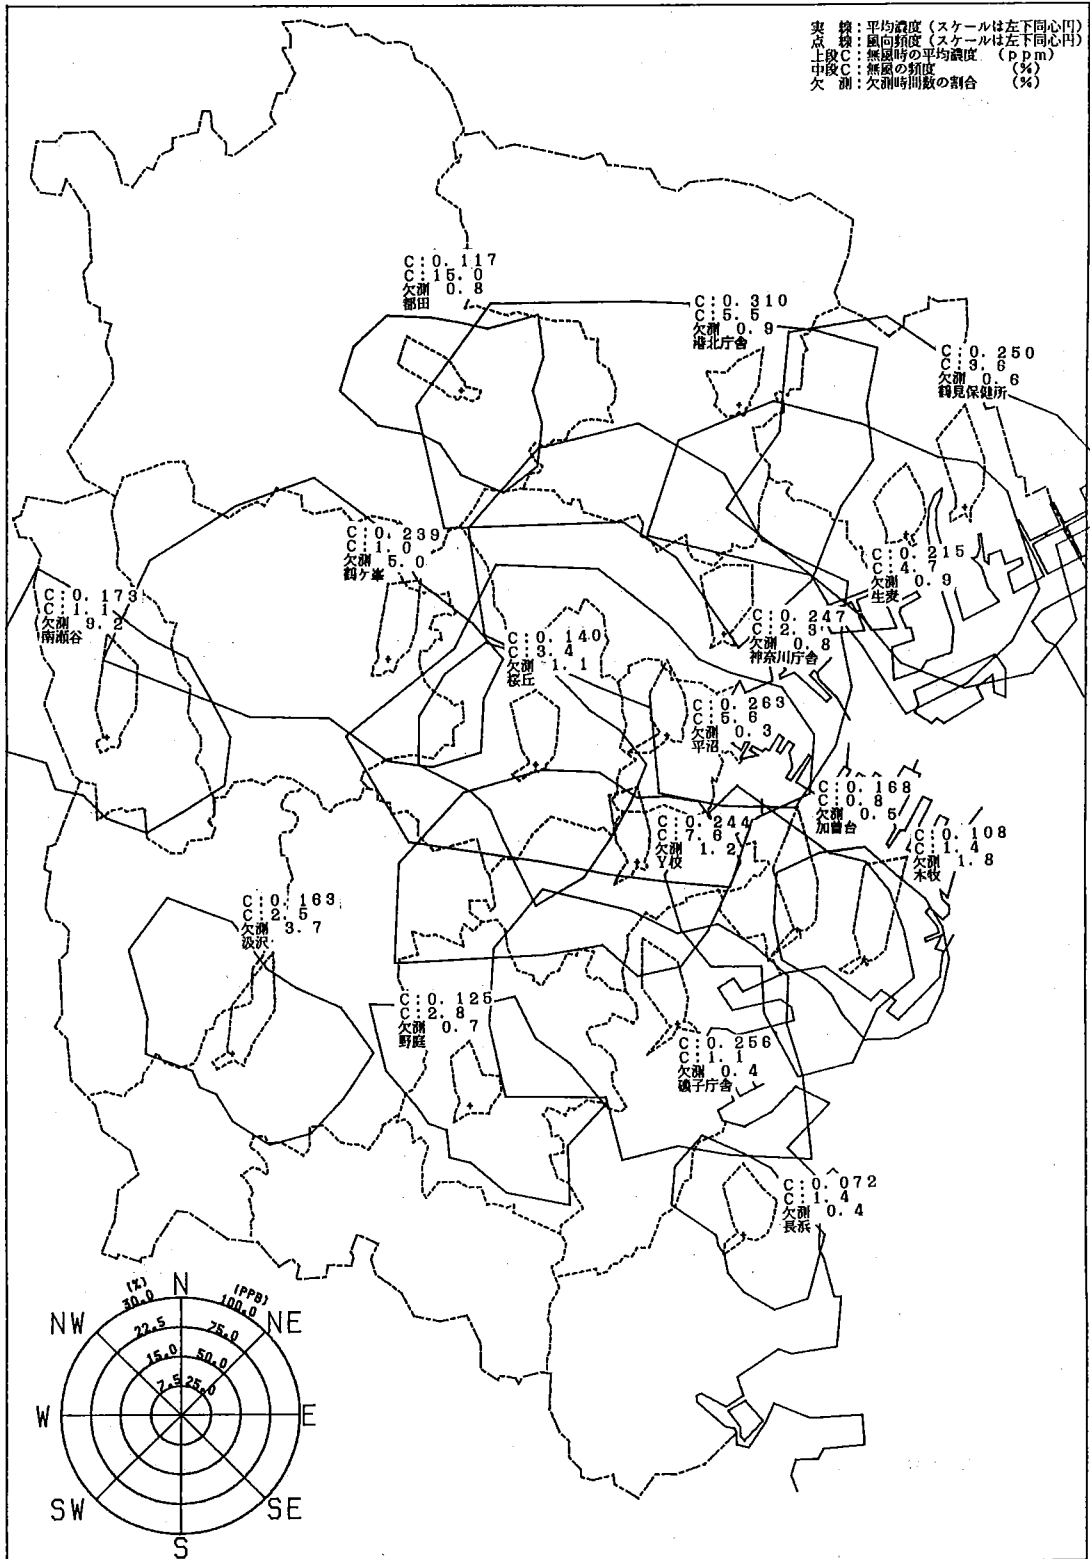 実　線：平均濃度（スケールは左下同心円）
点　線：風向頻度（スケールは左下同心円）
上段C：無風時の平均濃度　（ppm）
中段C：無風の頻度　（%）
欠　測：欠測時間数の割合　（%）
C：0.117
C：15.0
欠測 0.8
都田
C：0.310
C：5.5
欠測 0.9
港北庁舎
C：0.250
C：3.6
欠測 0.6
鶴見保健所
C：0.239
C：1.0
欠測 5.0
鶴ケ峯
C：0.215
C：4.7
欠測 0.9
生麦
C：0.173
C：1.1
欠測 9.2
南瀬谷
C：0.247
C：2.3
欠測 0.8
神奈川庁舎
C：0.140
C：3.4
欠測 1.1
桜丘
C：0.263
C：5.6
欠測 0.3
平沼
C：0.168
C：0.8
欠測 0.5
加曽台
C：0.244
C：7.6
欠測 1.2
Y校
C：0.108
C：1.4
欠測 1.8
本牧
C：0.163
C：2.5
欠測 3.7
汲沢
C：0.125
C：2.8
欠測 0.7
野庭
C：0.256
C：1.1
欠測 0.4
磯子庁舎
C：0.072
C：1.4
欠測 0.4
長浜
(%) N (PPB)
30.0 100.0
NW 22.5 75.0 NE
15.0 50.0
7.5 25.0
W E
SW SE
S